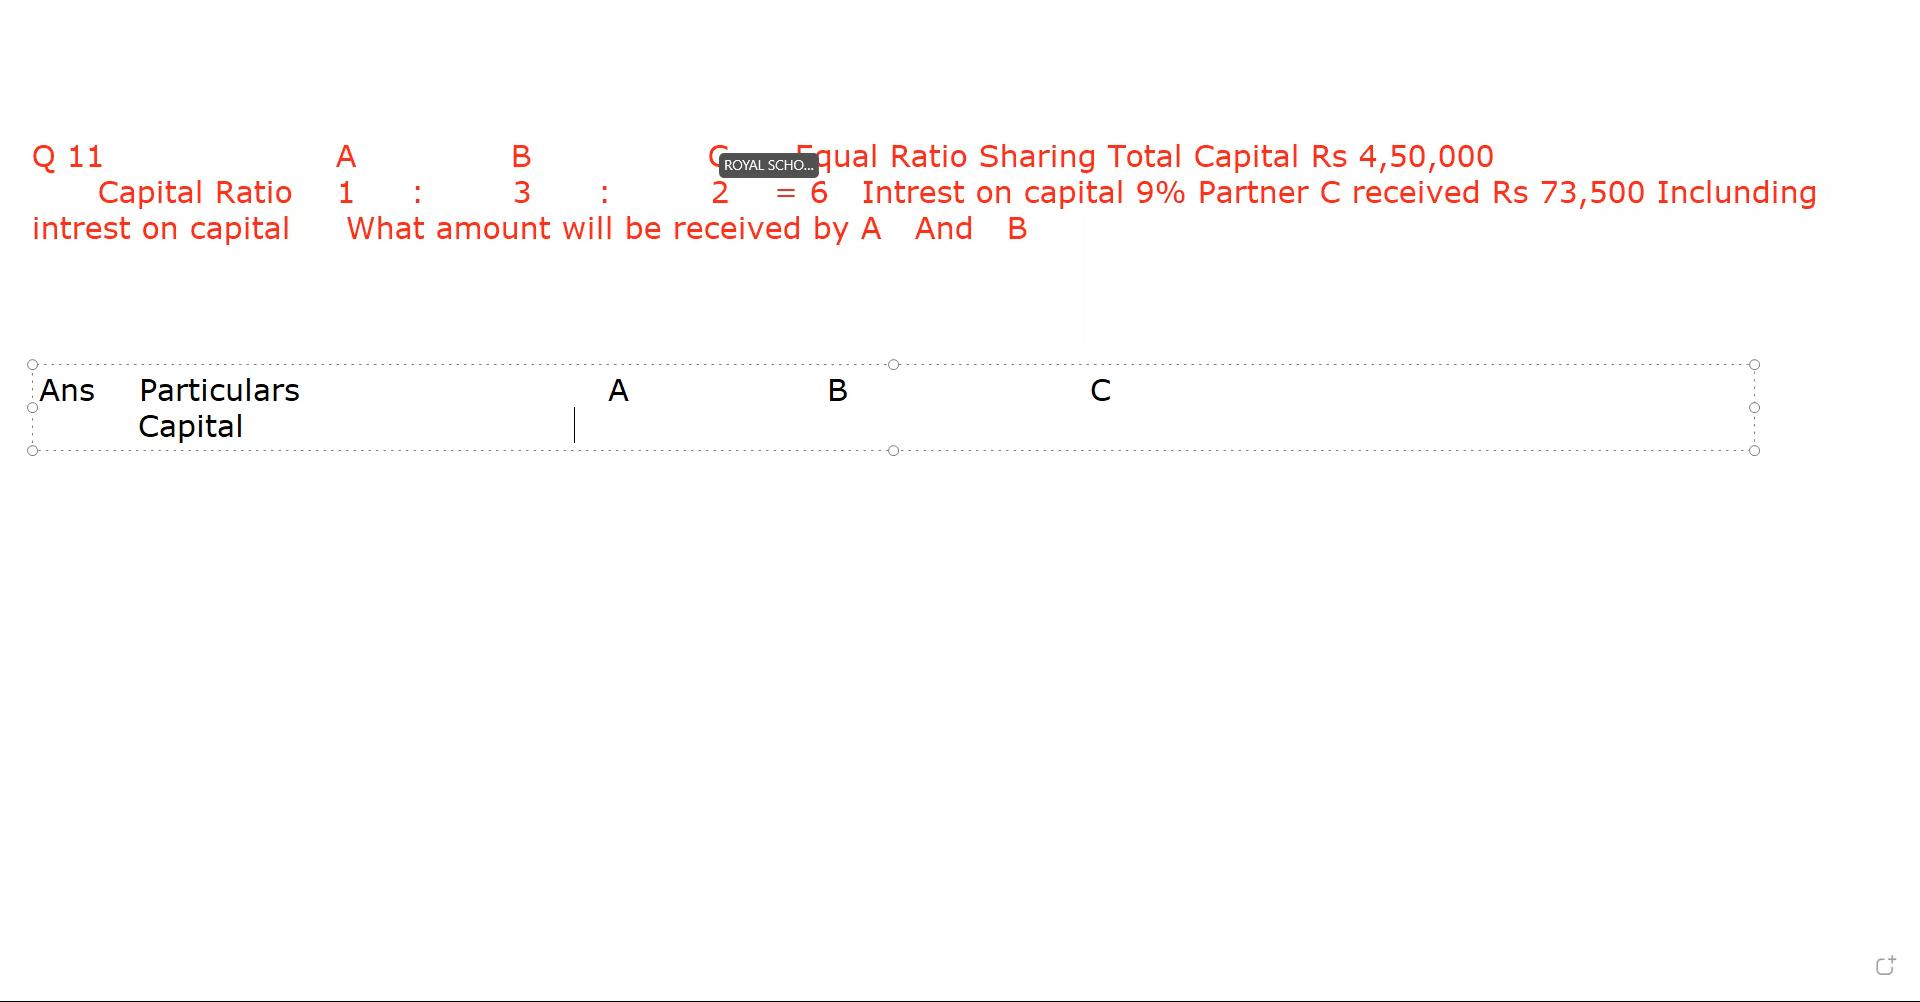 Q 11 A B C Equal Ratio Sharing Total Capital Rs 4,50,000
ROYAL SCHO...
Capital Ratio 1 : 3 : 2 = 6 Intrest on capital 9% Partner C received Rs 73,500 Inclunding
intrest on capital What amount will be received by A And B
Ans Particulars A B C
Capital